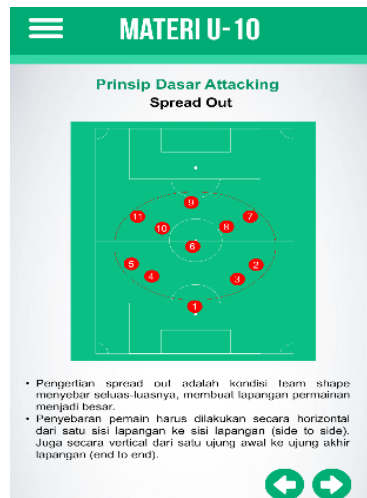 MATERI U-10
Prinsip Dasar Attacking
Spread Out
9
11
7
10
8
6
5
2
4
3
1
• Pengertian spread out adalah kondisi team shape
menyebar seluas-luasnya, membuat lapangan permainan
menjadi besar.
• Penyebaran pemain harus dilakukan secara horizontal
dari satu sisi lapangan ke sisi lapangan (side to side).
Juga secara vertical dari satu ujung awal ke ujung akhir
lapangan (end to end).